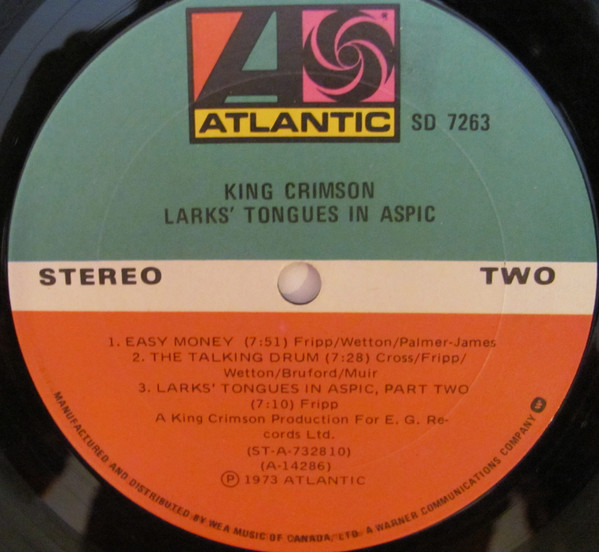 ATLANTIC
SD 7263
KING CRIMSON
LARKS' TONGUES IN ASPIC
STEREO
TWO
1. EASY MONEY (7:51) Fripp/Wetton/Palmer-James
2. THE TALKING DRUM (7:28) Cross/Fripp/
Wetton/Bruford/Muir
3. LARKS' TONGUES IN ASPIC, PART TWO
(7:10) Fripp
A King Crimson Production For E. G. Re-
cords Ltd.
(ST-A-732810)
(A-14286)
Ⓟ 1973 ATLANTIC
MANUFACTURED AND DISTRIBUTED BY WEA MUSIC OF CANADA, LTD. A WARNER COMMUNICATIONS COMPANY